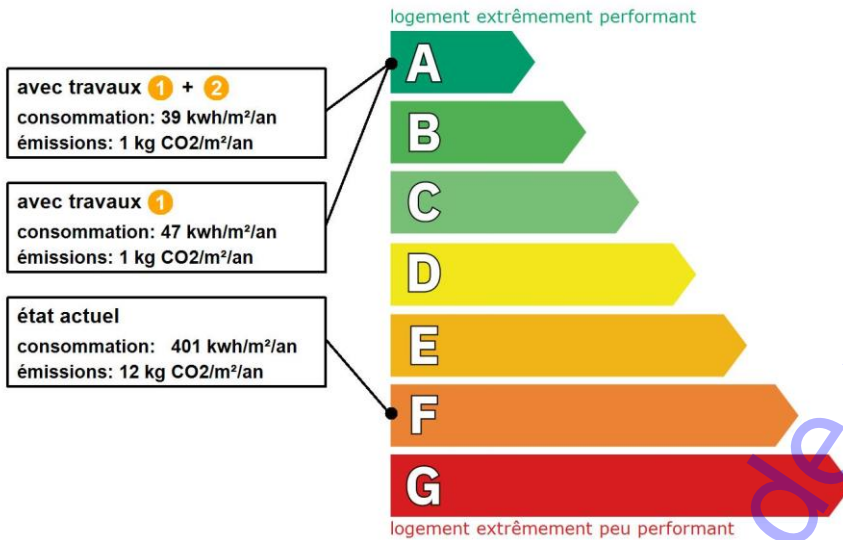 logement extrêmement performant
avec travaux 1 + 2
consommation: 39 kwh/m²/an
émissions: 1 kg CO2/m²/an
avec travaux 1
consommation: 47 kwh/m²/an
émissions: 1 kg CO2/m²/an
état actuel
consommation: 401 kwh/m²/an
émissions: 12 kg CO2/m²/an
A
B
C
D
E
F
G
logement extrêmement peu performant
de